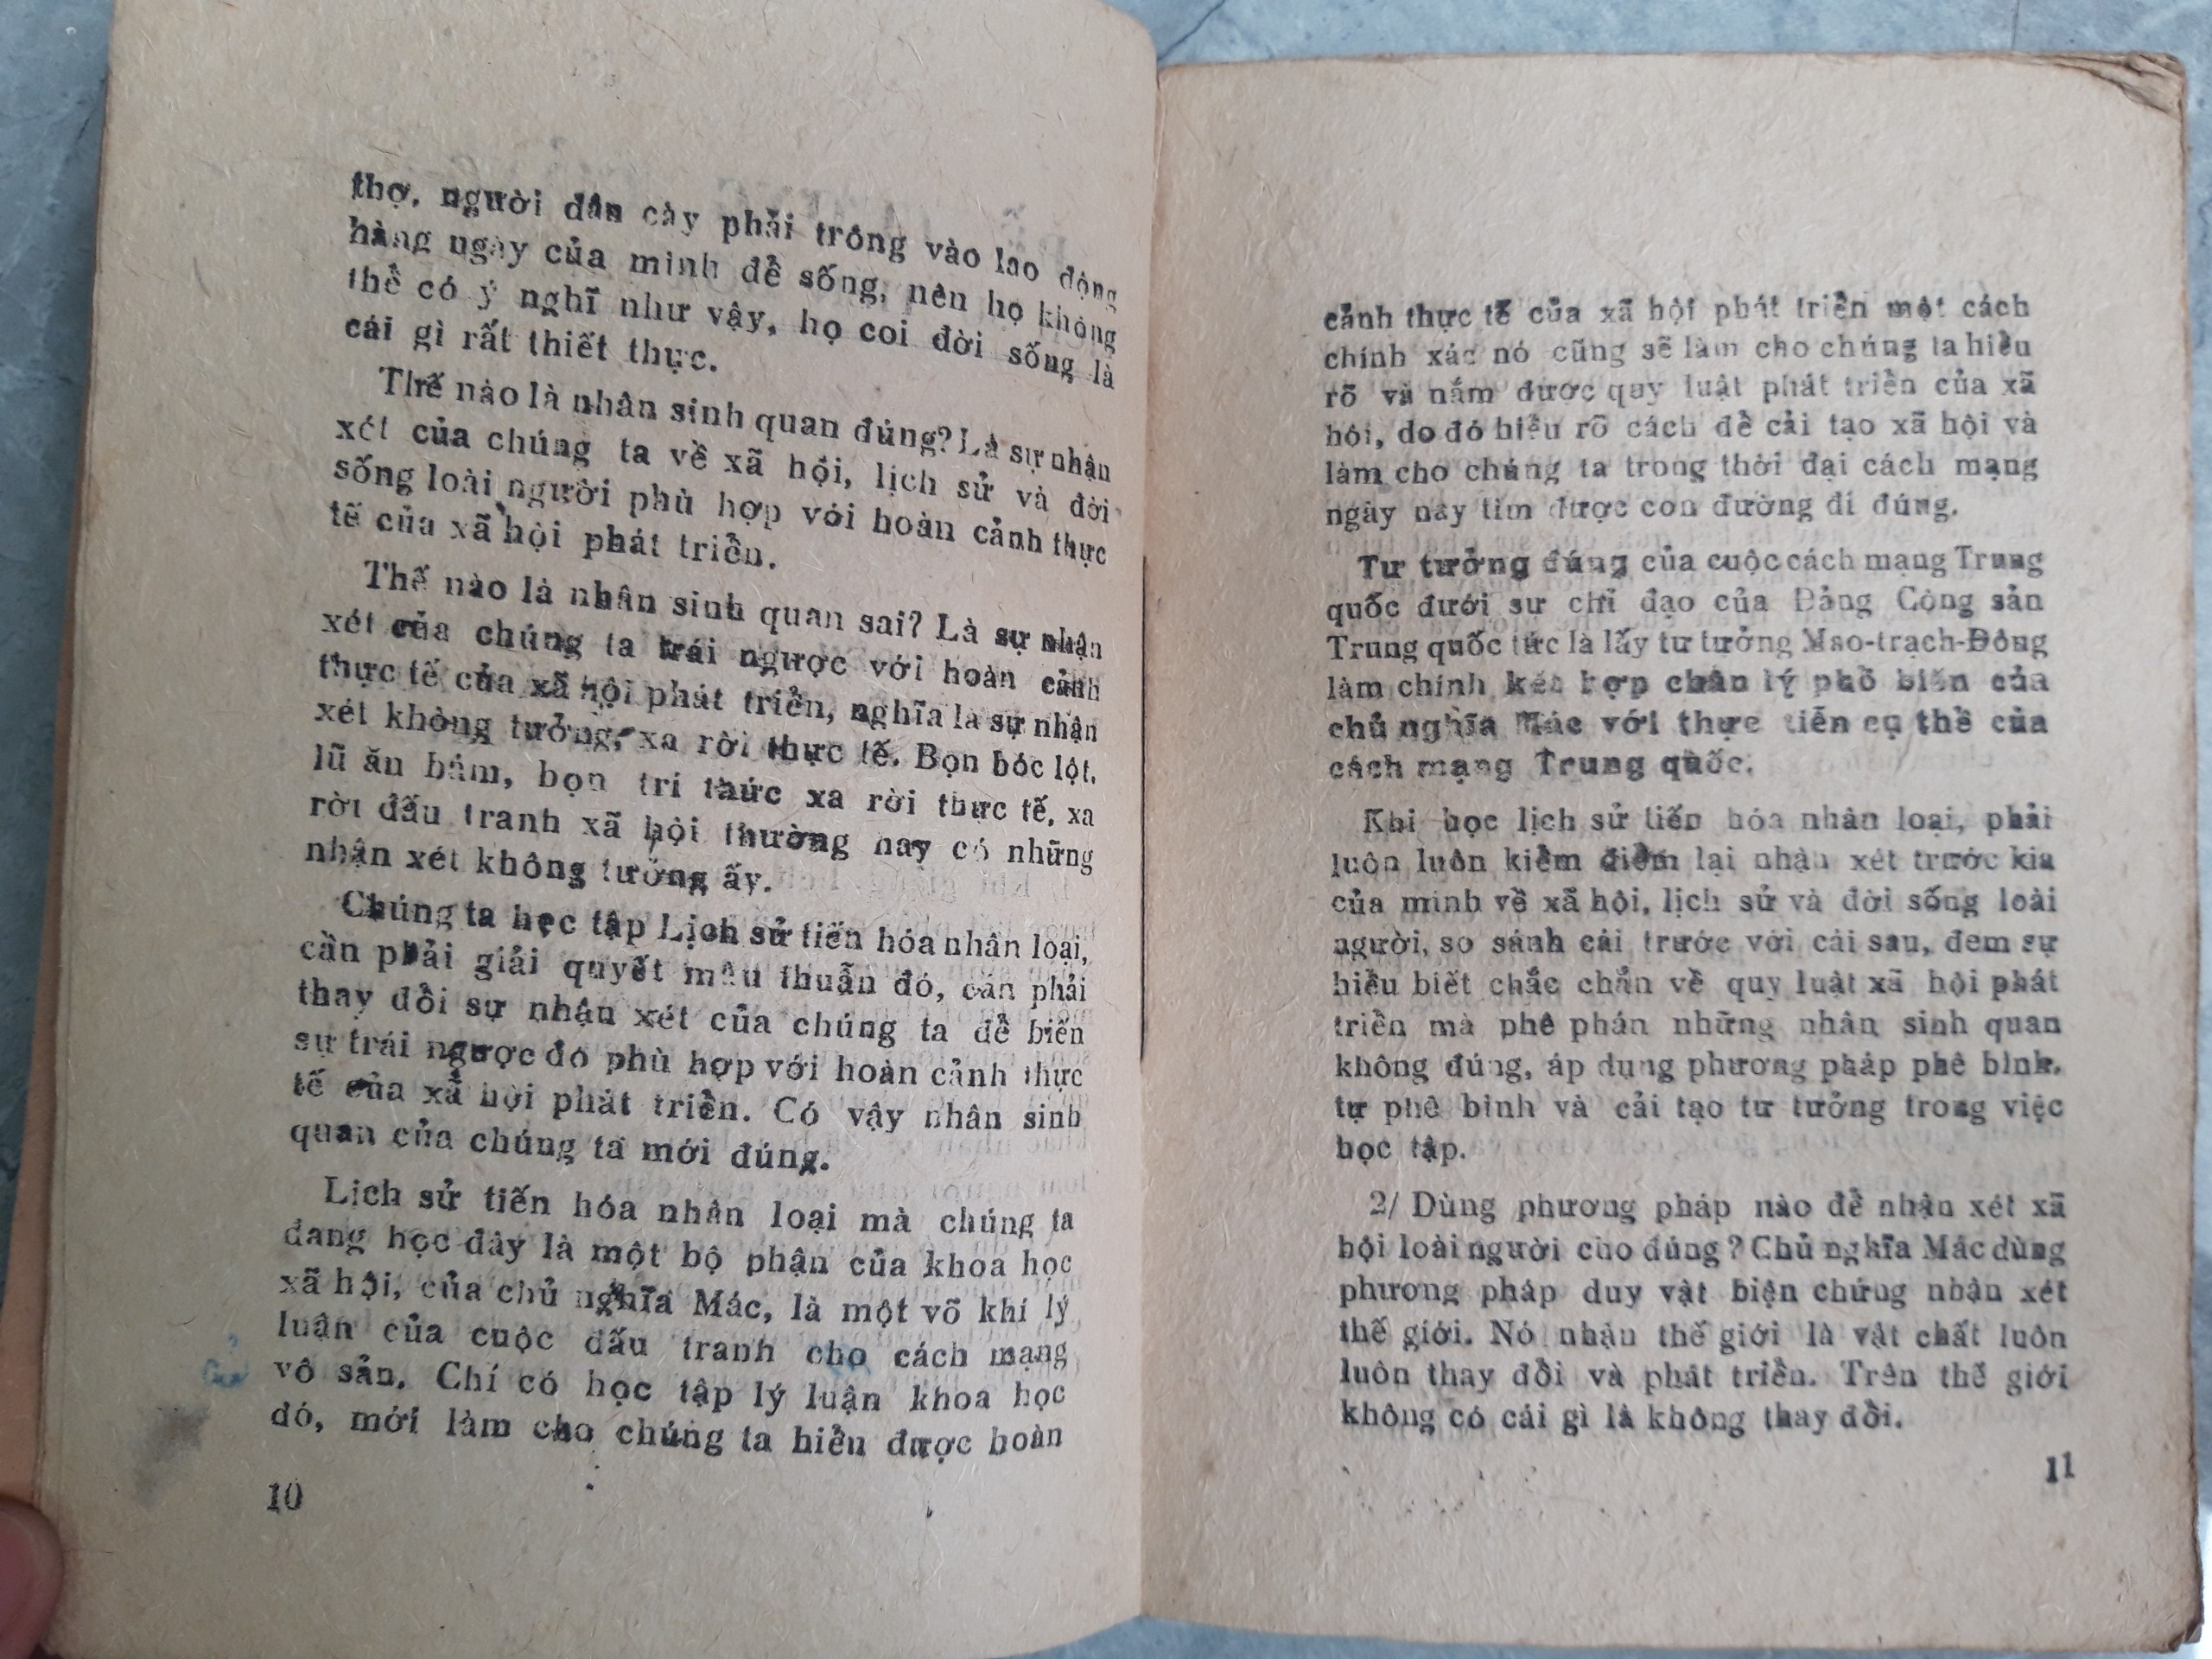 thợ, người dân cày phải trông vào lao động
hàng ngày của mình để sống, nên họ không
thể có ý nghĩ như vậy, họ coi đời sống là
cái gì rất thiết thực.
Thế nào là nhân sinh quan đúng? Là sự nhận
xét của chúng ta về xã hội, lịch sử và đời
sống loài người phù hợp với hoàn cảnh thực
tế của xã hội phát triển.
Thế nào là nhân sinh quan sai? Là sự nhận
xét của chúng ta trái ngược với hoàn cảnh
thực tế của xã hội phát triển, nghĩa là sự nhận
xét không tưởng, xa rời thực tế. Bọn bóc lột,
lũ ăn bám, bọn trí thức xa rời thực tế, xa
rời đấu tranh xã hội thường hay có những
nhận xét không tưởng ấy.
Chúng ta học tập Lịch sử tiến hóa nhân loại,
cần phải giải quyết mâu thuẫn đó, cần phải
thay đổi sự nhận xét của chúng ta để biến
sự trái ngược đó phù hợp với hoàn cảnh thực
tế của xã hội phát triển. Có vậy nhân sinh
quan của chúng ta mới đúng.
Lịch sử tiến hóa nhân loại mà chúng ta
đang học đây là một bộ phận của khoa học
xã hội, của chủ nghĩa Mác, là một võ khí lý
luận của cuộc đấu tranh cho cách mạng
vô sản. Chỉ có học tập lý luận khoa học
đó, mới làm cho chúng ta hiểu được hoàn
10
cảnh thực tế của xã hội phát triển một cách
chính xác nó cũng sẽ làm cho chúng ta hiểu
rõ và nắm được quy luật phát triển của xã
hội, do đó hiểu rõ cách để cải tạo xã hội và
làm cho chúng ta trong thời đại cách mạng
ngày nay tìm được con đường đi đúng.
Tư tưởng đúng của cuộc cách mạng Trung
quốc dưới sự chỉ đạo của Đảng Cộng sản
Trung quốc tức là lấy tư tưởng Mao-trạch-Đông
làm chính kết hợp chân lý phổ biến của
chủ nghĩa Mác với thực tiễn cụ thể của
cách mạng Trung quốc.
Khi học lịch sử tiến hóa nhân loại, phải
luôn luôn kiểm điểm lại nhận xét trước kia
của mình về xã hội, lịch sử và đời sống loài
người, so sánh cái trước với cái sau, đem sự
hiểu biết chắc chắn về quy luật xã hội phát
triển mà phê phán những nhân sinh quan
không đúng, áp dụng phương pháp phê bình,
tự phê bình và cải tạo tư tưởng trong việc
học tập.
2/ Dùng phương pháp nào để nhận xét xã
hội loài người cho đúng? Chủ nghĩa Mác dùng
phương pháp duy vật biện chứng nhận xét
thế giới. Nó nhận thế giới là vật chất luôn
luôn thay đổi và phát triển. Trên thế giới
không có cái gì là không thay đổi.
11